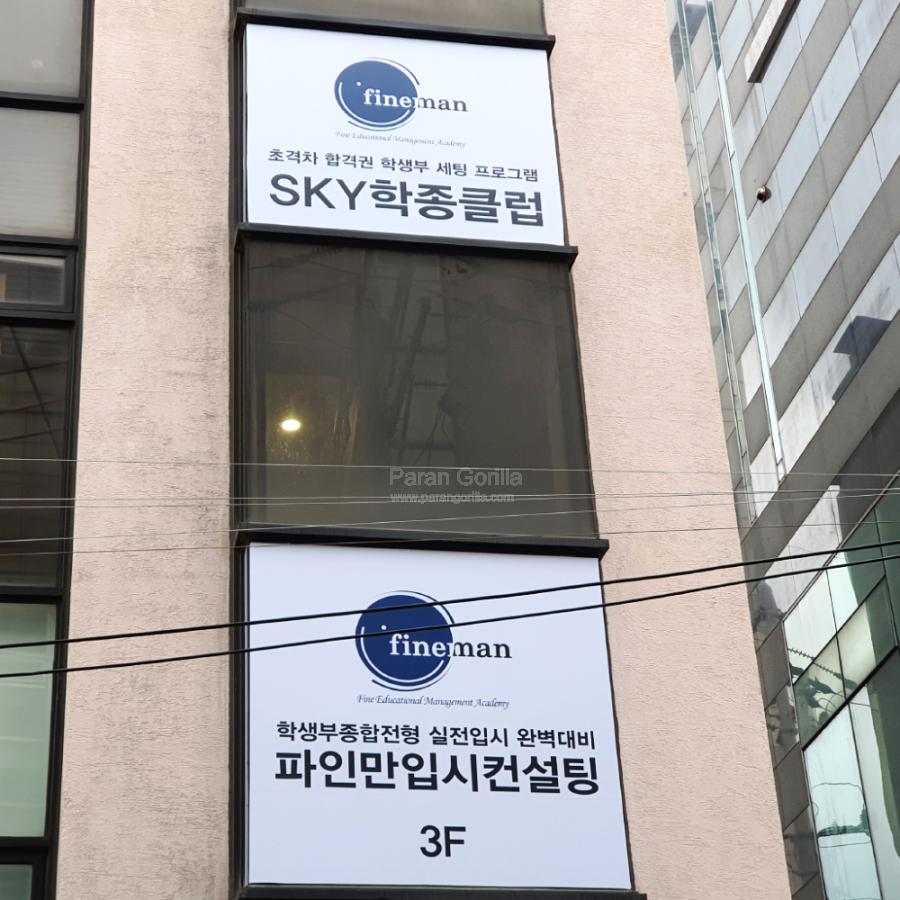 fineman
Fine Educational Management Academy
초격차 합격권 학생부 세팅 프로그램
SKY학종클럽
Paran Gorilla
www.parangorilla.com
fineman
Fine Educational Management Academy
학생부종합전형 실전입시 완벽대비
파인만입시컨설팅
3F